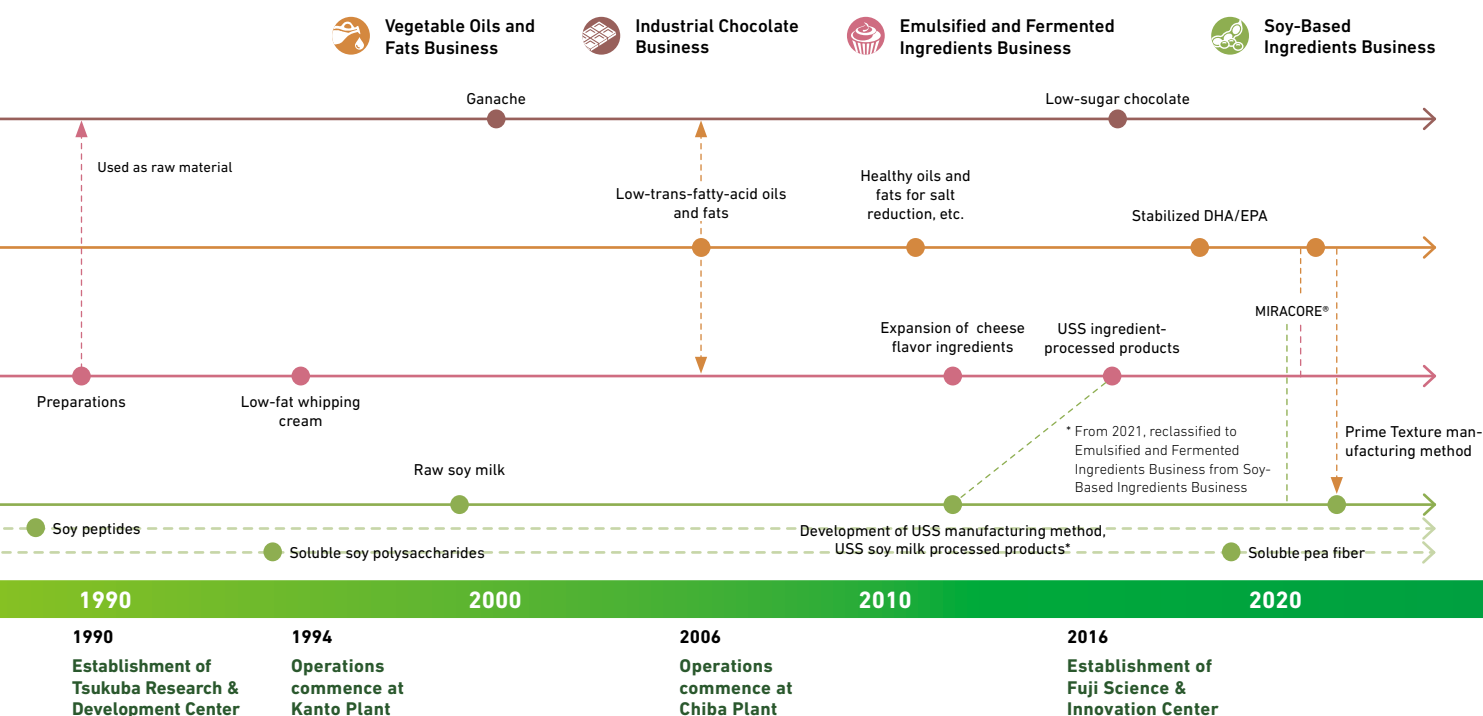 Vegetable Oils and
Fats Business
Industrial Chocolate
Business
Emulsified and Fermented
Ingredients Business
Soy-Based
Ingredients Business
Ganache
Low-sugar chocolate
Used as raw material
Low-trans-fatty-acid oils
and fats
Healthy oils and
fats for salt
reduction, etc.
Stabilized DHA/EPA
MIRACORE®
Expansion of cheese
flavor ingredients
USS ingredient-
processed products
Preparations
Low-fat whipping
cream
* From 2021, reclassified to
Emulsified and Fermented
Ingredients Business from Soy-
Based Ingredients Business
Prime Texture man-
ufacturing method
Raw soy milk
Soy peptides
Development of USS manufacturing method,
USS soy milk processed products*
Soluble soy polysaccharides
Soluble pea fiber
1990
2000
2010
2020
1990
Establishment of
Tsukuba Research &
Development Center
1994
Operations
commence at
Kanto Plant
2006
Operations
commence at
Chiba Plant
2016
Establishment of
Fuji Science &
Innovation Center